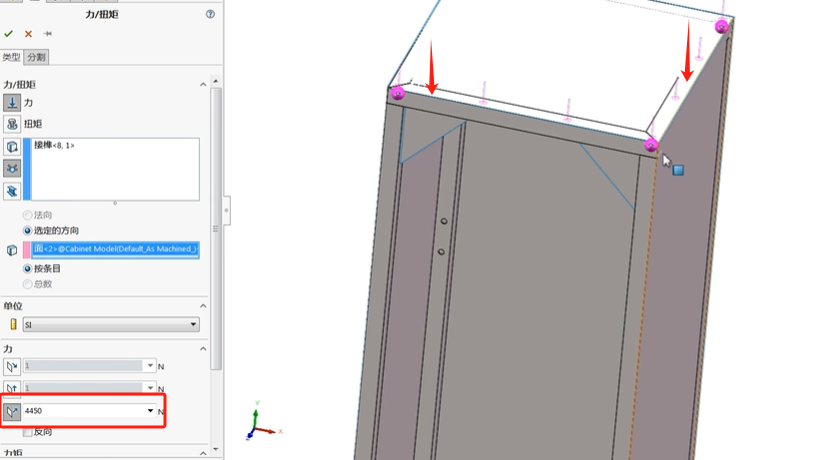 力/扭矩
类型
分割
力/扭矩
力
扭矩
接榫<8, 1>
法向
选定的方向
面<2>@Cabinet Model(Default_As Machined_)
按条目
总数
单位
SI
力
1 N
1 N
4450 N
反向
力矩
Y
X